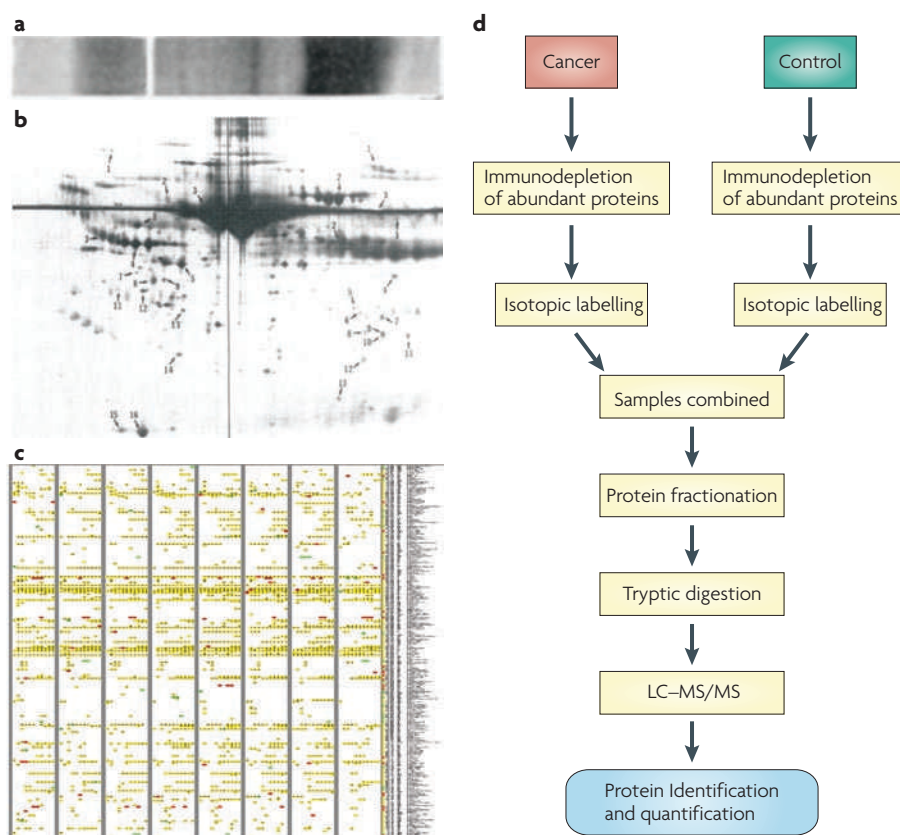 a
b
c
d
Cancer
Control
Immunodepletion
of abundant proteins
Immunodepletion
of abundant proteins
Isotopic labelling
Isotopic labelling
Samples combined
Protein fractionation
Tryptic digestion
LC–MS/MS
Protein Identification
and quantification